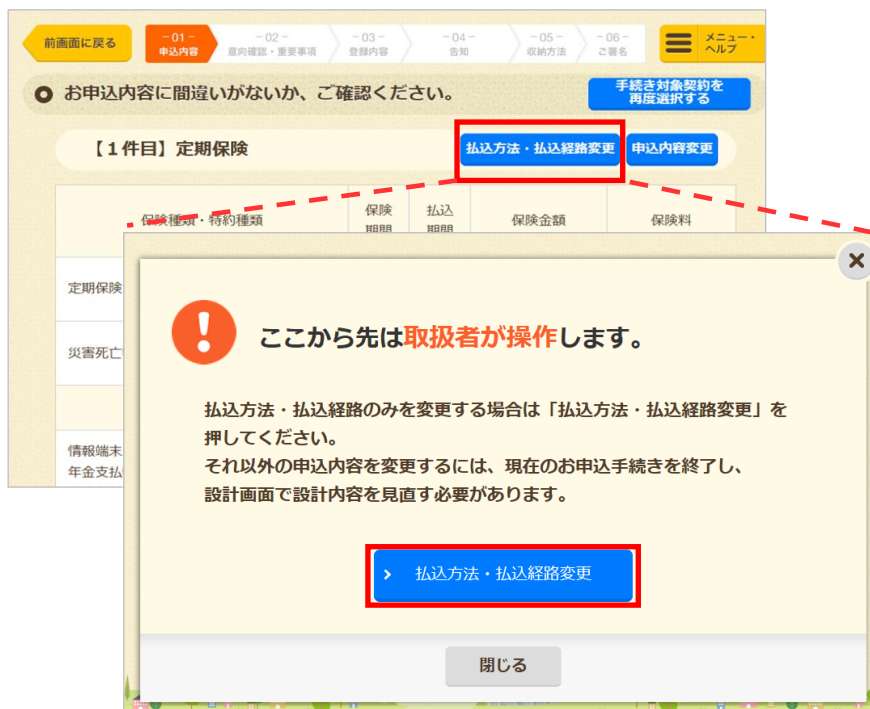 前画面に戻る
－01－
申込内容
－02－
意向確認・重要事項
－03－
登録内容
－04－
告知
－05－
収納方法
－06－
ご署名
メニュー・
ヘルプ
お申込内容に間違いがないか、ご確認ください。
手続き対象契約を
再度選択する
【１件目】定期保険
払込方法・払込経路変更
申込内容変更
保険種類・特約種類
保険
期間
払込
期間
保険金額
保険料
定期保険
災害死亡
情報端末
年金支払
ここから先は取扱者が操作します。
払込方法・払込経路のみを変更する場合は「払込方法・払込経路変更」を
押してください。
それ以外の申込内容を変更するには、現在のお申込手続きを終了し、
設計画面で設計内容を見直す必要があります。
払込方法・払込経路変更
閉じる